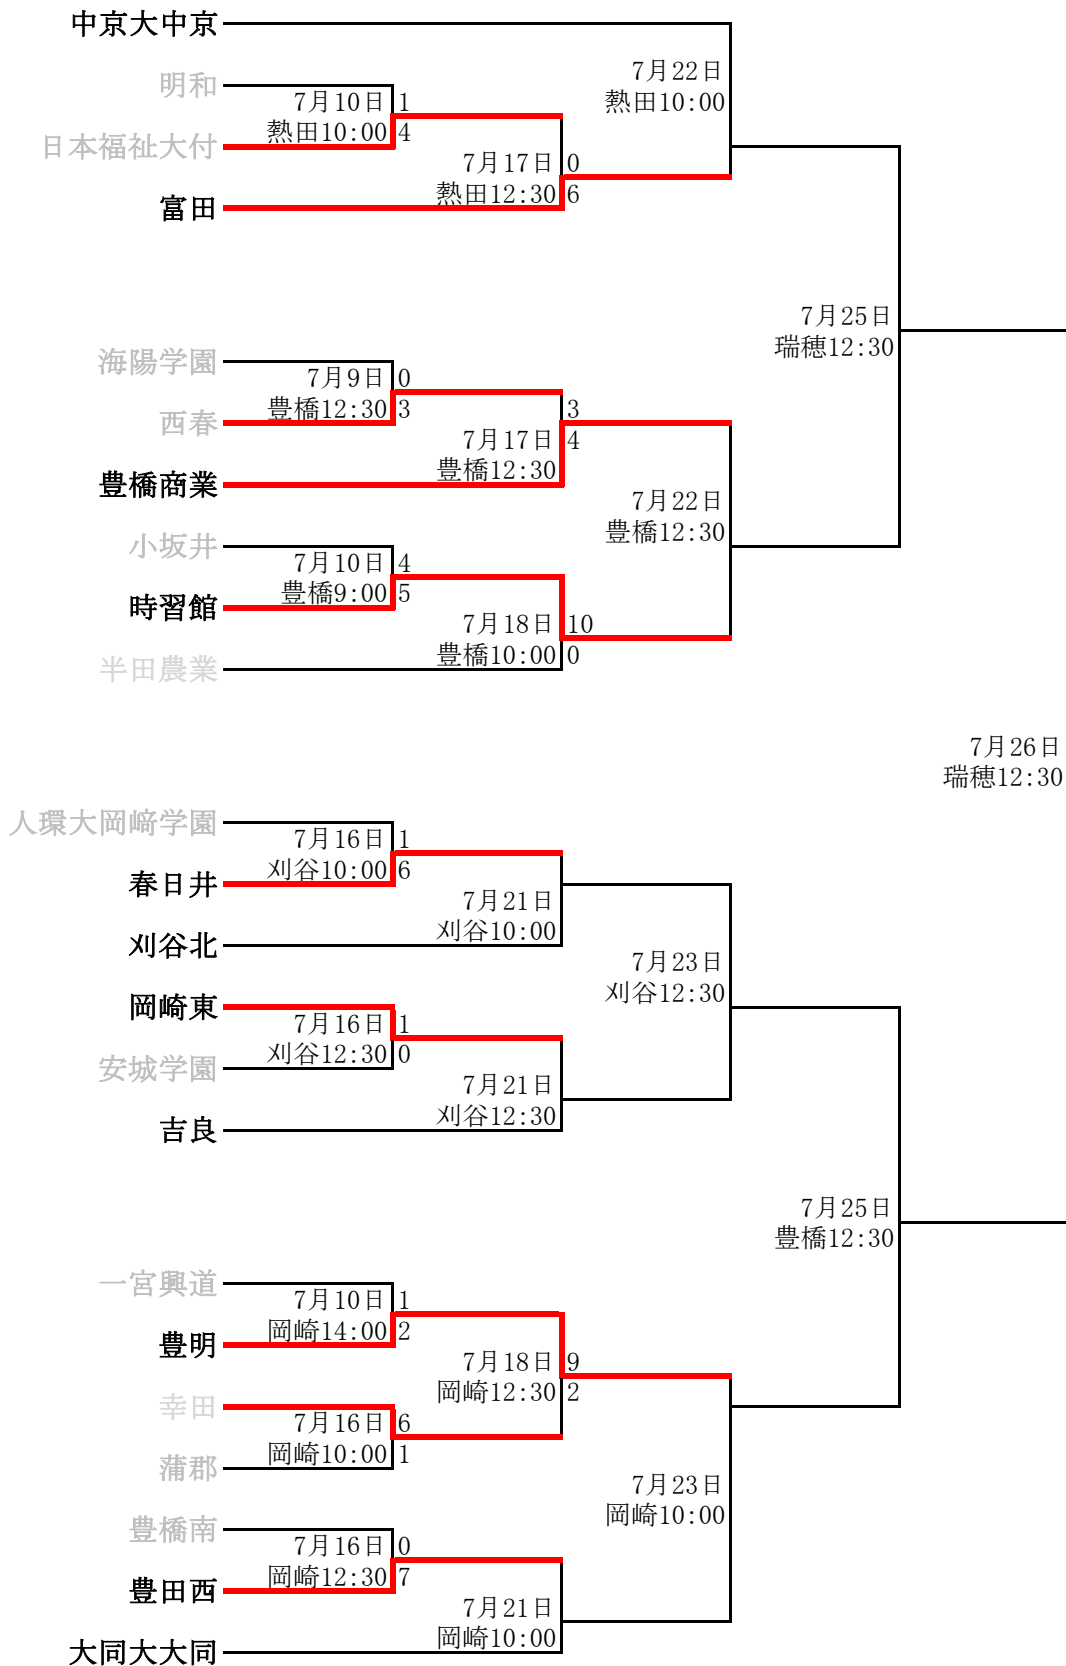 中京大中京
7月22日
熱田10:00
明和
7月10日 1
熱田10:00 4
日本福祉大付
7月17日 0
熱田12:30 6
富田
7月25日
瑞穂12:30
海陽学園
7月9日 0
豊橋12:30 3
西春
3
7月17日 4
豊橋12:30
豊橋商業
7月22日
豊橋12:30
小坂井
7月10日 4
豊橋9:00 5
時習館
7月18日 10
豊橋10:00 0
半田農業
7月26日
瑞穂12:30
人環大岡﨑学園
7月16日 1
刈谷10:00 6
春日井
7月21日
刈谷10:00
刈谷北
7月23日
刈谷12:30
岡崎東
7月16日 1
刈谷12:30 0
安城学園
7月21日
刈谷12:30
吉良
7月25日
豊橋12:30
一宮興道
7月10日 1
岡崎14:00 2
豊明
7月18日 9
岡崎12:30 2
幸田
7月16日 6
岡崎10:00 1
蒲郡
7月23日
岡崎10:00
豊橋南
7月16日 0
岡崎12:30 7
豊田西
7月21日
岡崎10:00
大同大大同